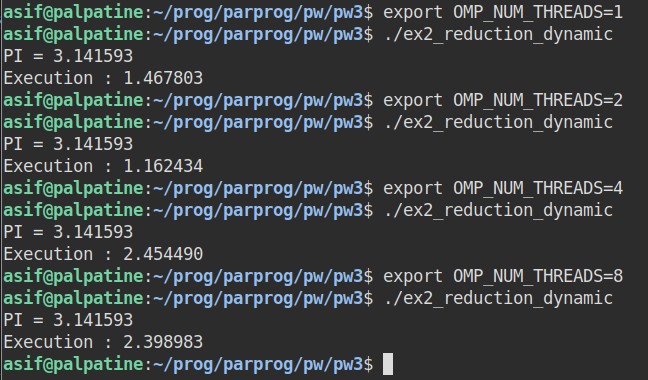 asif@palpatine:~/prog/parprog/pw/pw3$ export OMP_NUM_THREADS=1
asif@palpatine:~/prog/parprog/pw/pw3$ ./ex2_reduction_dynamic
PI = 3.141593
Execution : 1.467803
asif@palpatine:~/prog/parprog/pw/pw3$ export OMP_NUM_THREADS=2
asif@palpatine:~/prog/parprog/pw/pw3$ ./ex2_reduction_dynamic
PI = 3.141593
Execution : 1.162434
asif@palpatine:~/prog/parprog/pw/pw3$ export OMP_NUM_THREADS=4
asif@palpatine:~/prog/parprog/pw/pw3$ ./ex2_reduction_dynamic
PI = 3.141593
Execution : 2.454490
asif@palpatine:~/prog/parprog/pw/pw3$ export OMP_NUM_THREADS=8
asif@palpatine:~/prog/parprog/pw/pw3$ ./ex2_reduction_dynamic
PI = 3.141593
Execution : 2.398983
asif@palpatine:~/prog/parprog/pw/pw3$